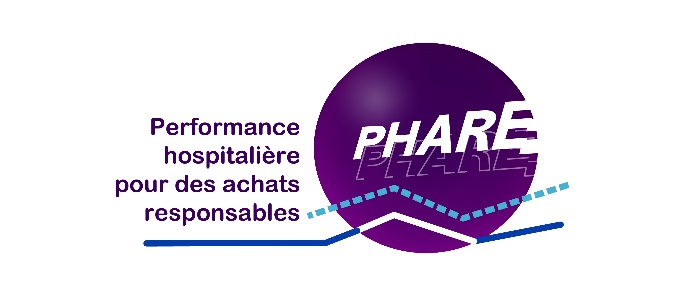 Performance
hospitalière
pour des achats
responsables
PHARE